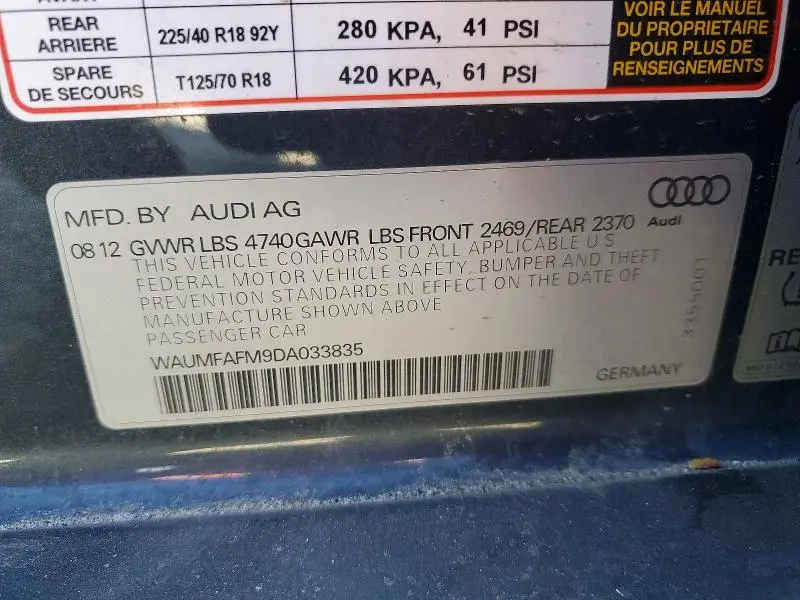 REAR
ARRIERE
225/40 R18 92Y
280 KPA, 41 PSI
SPARE
DE SECOURS
T125/70 R18
420 KPA, 61 PSI
VOIR LE MANUEL
DU PROPRIETAIRE
POUR PLUS DE
RENSEIGNEMENTS
MFD. BY AUDI AG
Audi
08 12 GVWR LBS 4740 GAWR LBS FRONT 2469/REAR 2370
THIS VEHICLE CONFORMS TO ALL APPLICABLE U S
FEDERAL MOTOR VEHICLE SAFETY, BUMPER AND THEFT
PREVENTION STANDARDS IN EFFECT ON THE DATE OF
MANUFACTURE SHOWN ABOVE
PASSENGER CAR
3355001
WAUMFAFM9DA033835
GERMANY
RE